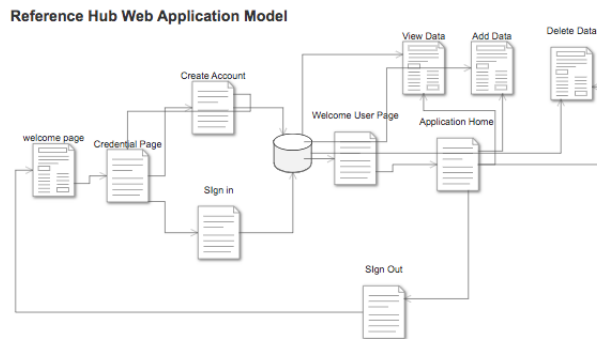 Reference Hub Web Application Model
View Data
Add Data
Delete Data
Create Account
Welcome User Page
Application Home
welcome page
Credential Page
SIgn in
SIgn Out